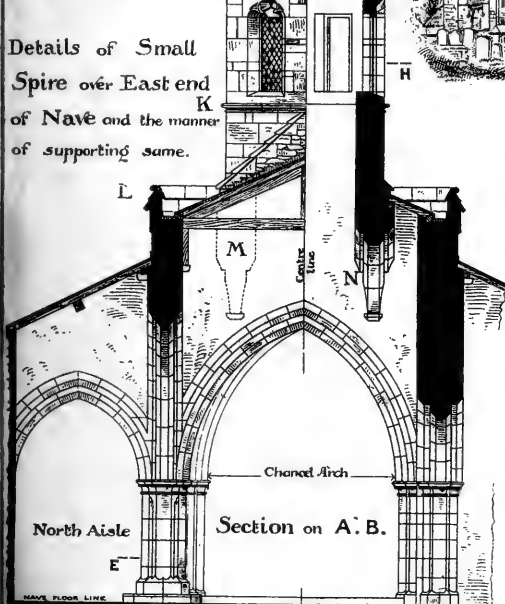 Details of Small
Spire over East end
of Nave and the manner
of supporting same.
K
H
L
M
Centre
line
N
Chancel Arch
North Aisle
Section on A. B.
E
NAVE FLOOR LINE